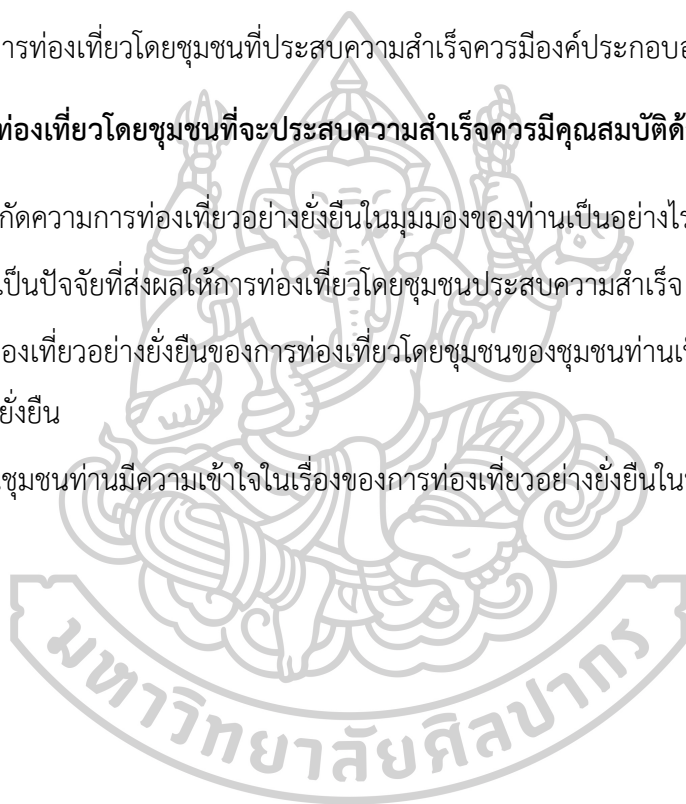 การท่องเที่ยวโดยชุมชนที่ประสบความสำเร็จควรมีองค์ประกอบ
ท่องเที่ยวโดยชุมชนที่จะประสบความสำเร็จควรมีคุณสมบัติด้
กัดความการท่องเที่ยวอย่างยั่งยืนในมุมมองของท่านเป็นอย่างไร
เป็นปัจจัยที่ส่งผลให้การท่องเที่ยวโดยชุมชนประสบความสำเร็จ
องเที่ยวอย่างยั่งยืนของการท่องเที่ยวโดยชุมชนของชุมชนท่าน
ยั่งยืน
ชุมชนท่านมีความเข้าใจในเรื่องของการท่องเที่ยวอย่างยั่งยืนใน
มหาวิทยาลัยศิลปากร